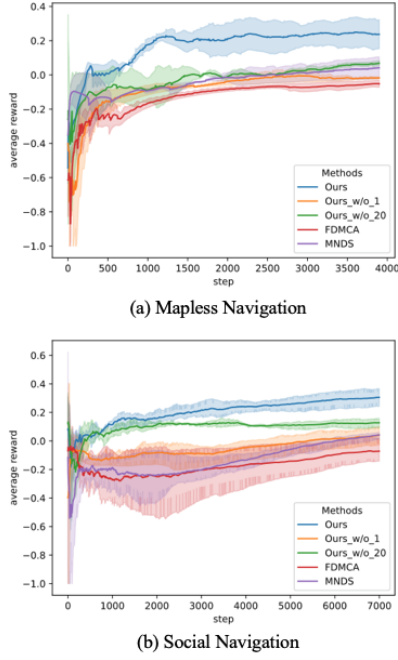 0.4
0.2
0.0
−0.2
−0.4
−0.6
−0.8
−1.0
average reward
Methods
Ours
Ours_w/o_1
Ours_w/o_20
FDMCA
MNDS
0 500 1000 1500 2000 2500 3000 3500 4000
step
(a) Mapless Navigation
0.6
0.4
0.2
0.0
−0.2
−0.4
−0.6
−0.8
−1.0
average reward
Methods
Ours
Ours_w/o_1
Ours_w/o_20
FDMCA
MNDS
0 1000 2000 3000 4000 5000 6000 7000
step
(b) Social Navigation